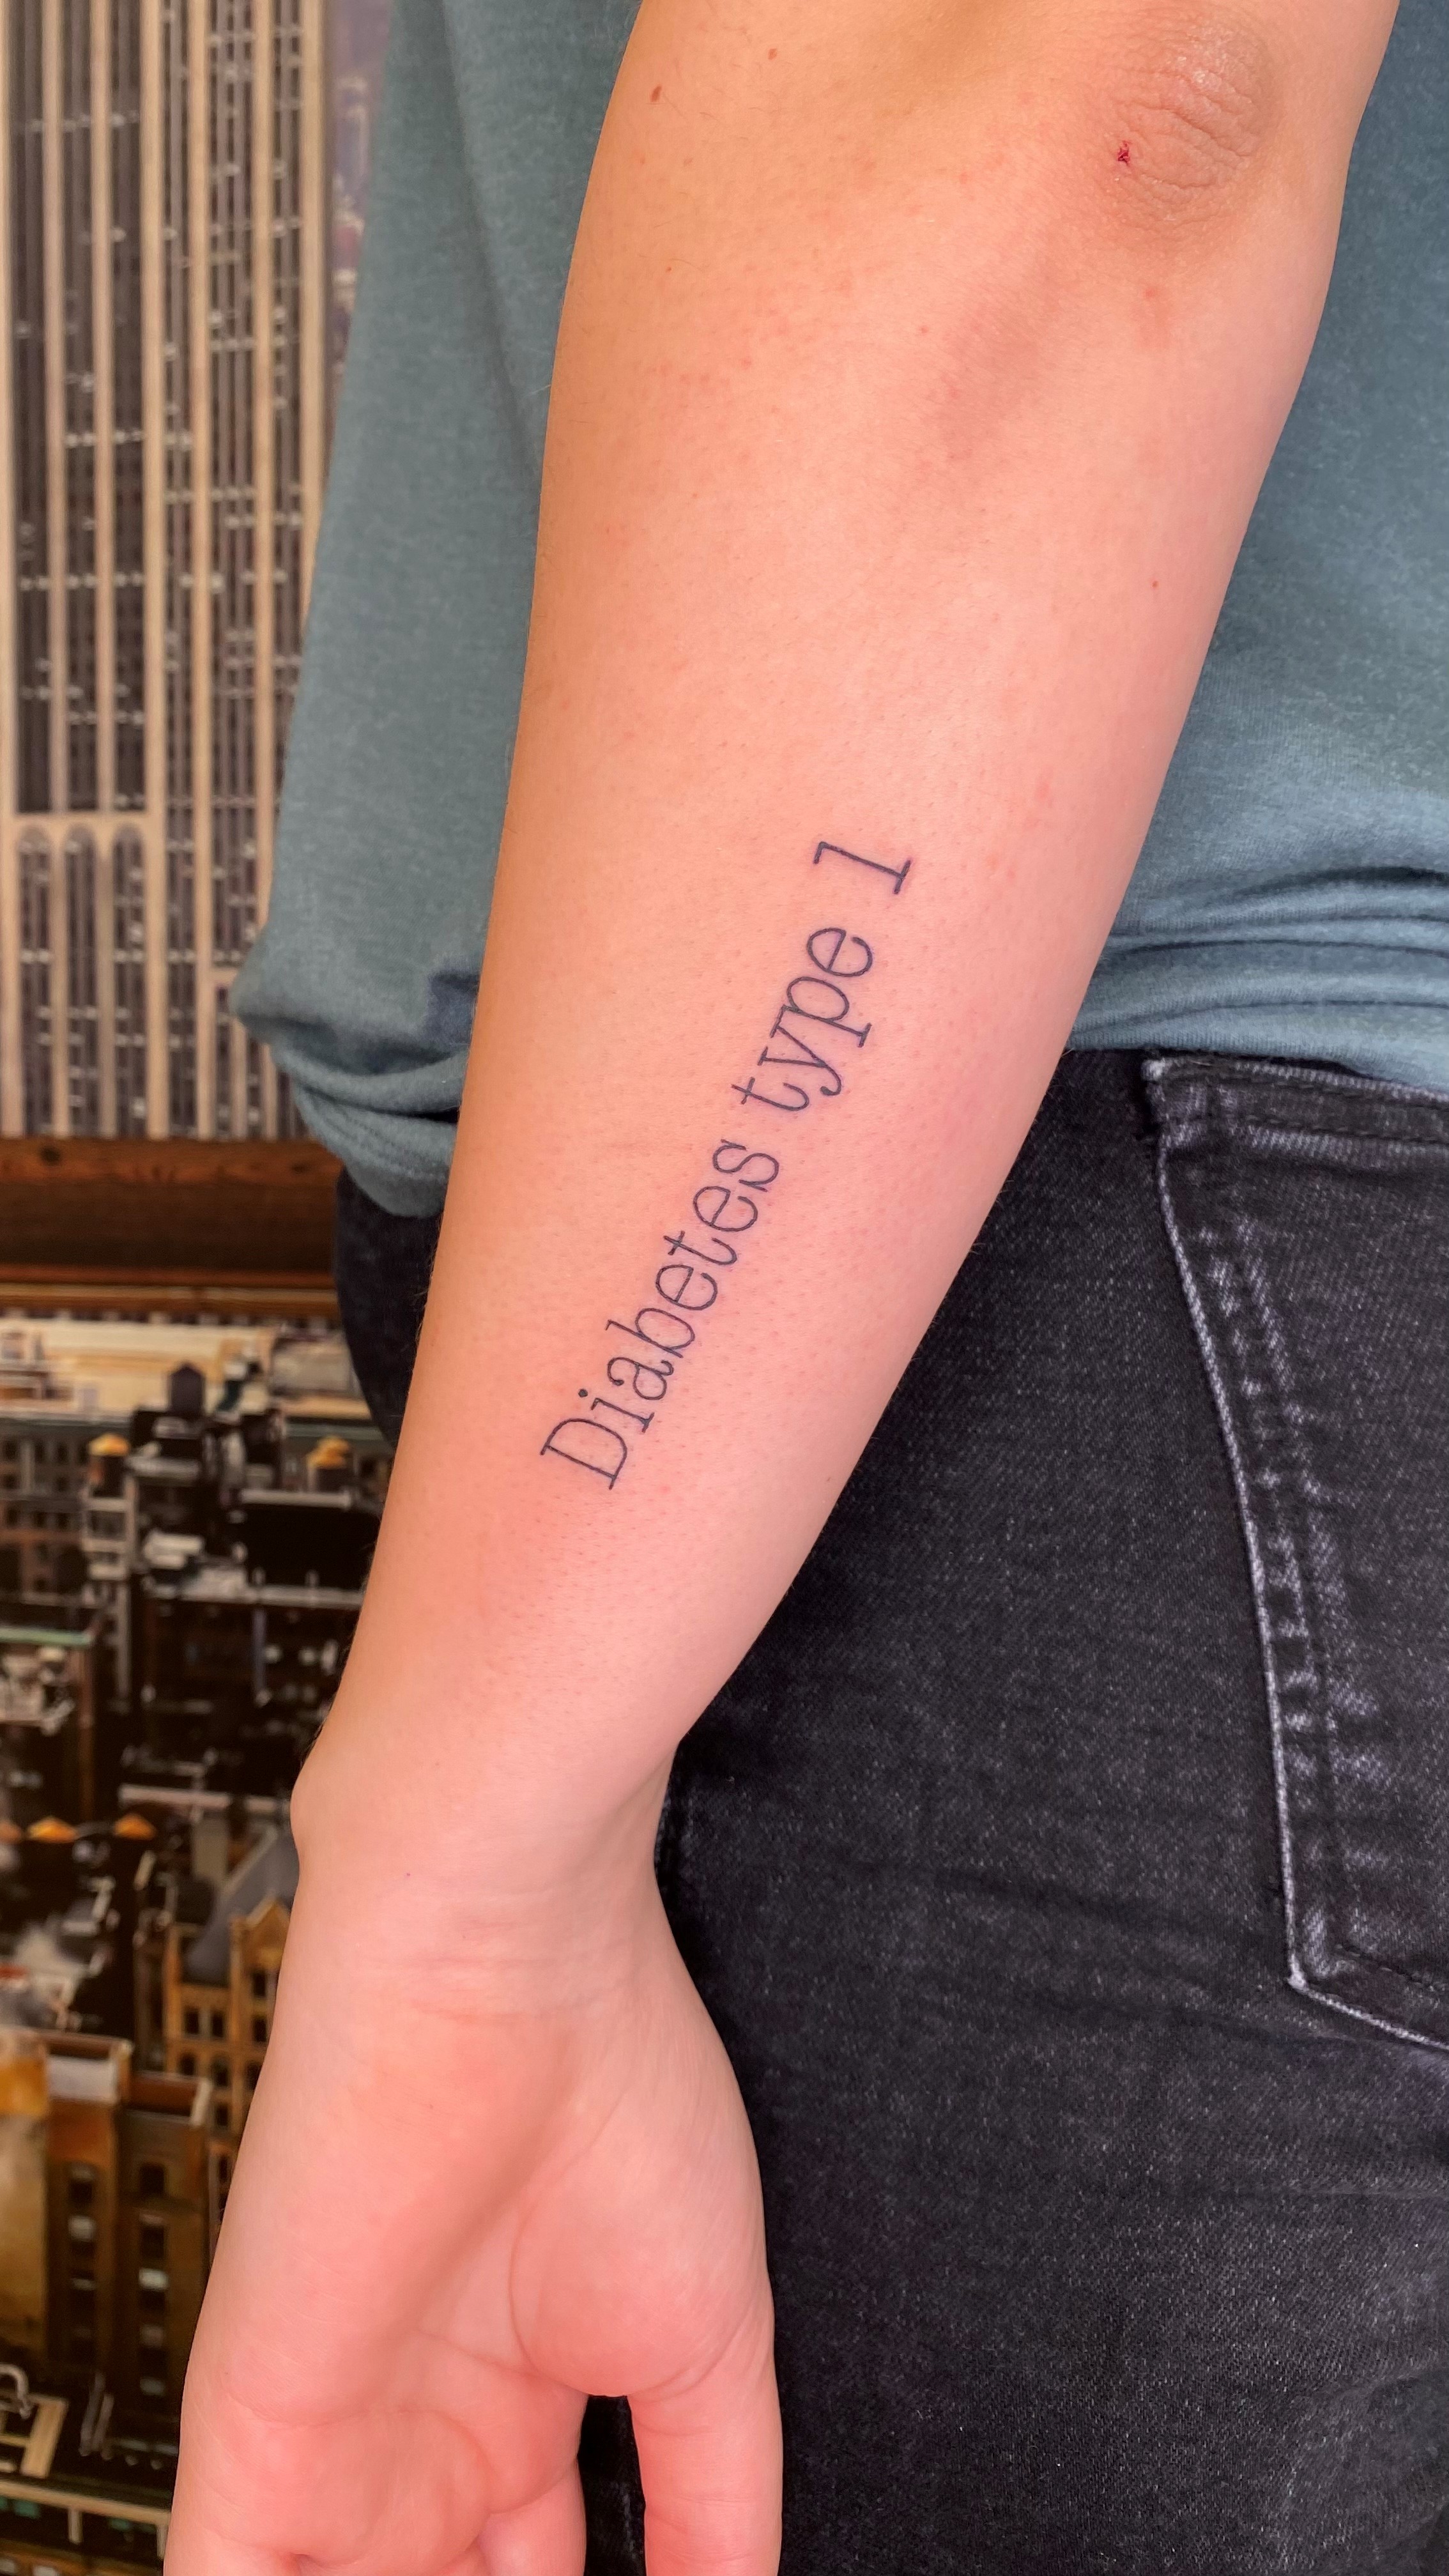 Diabetes type 1